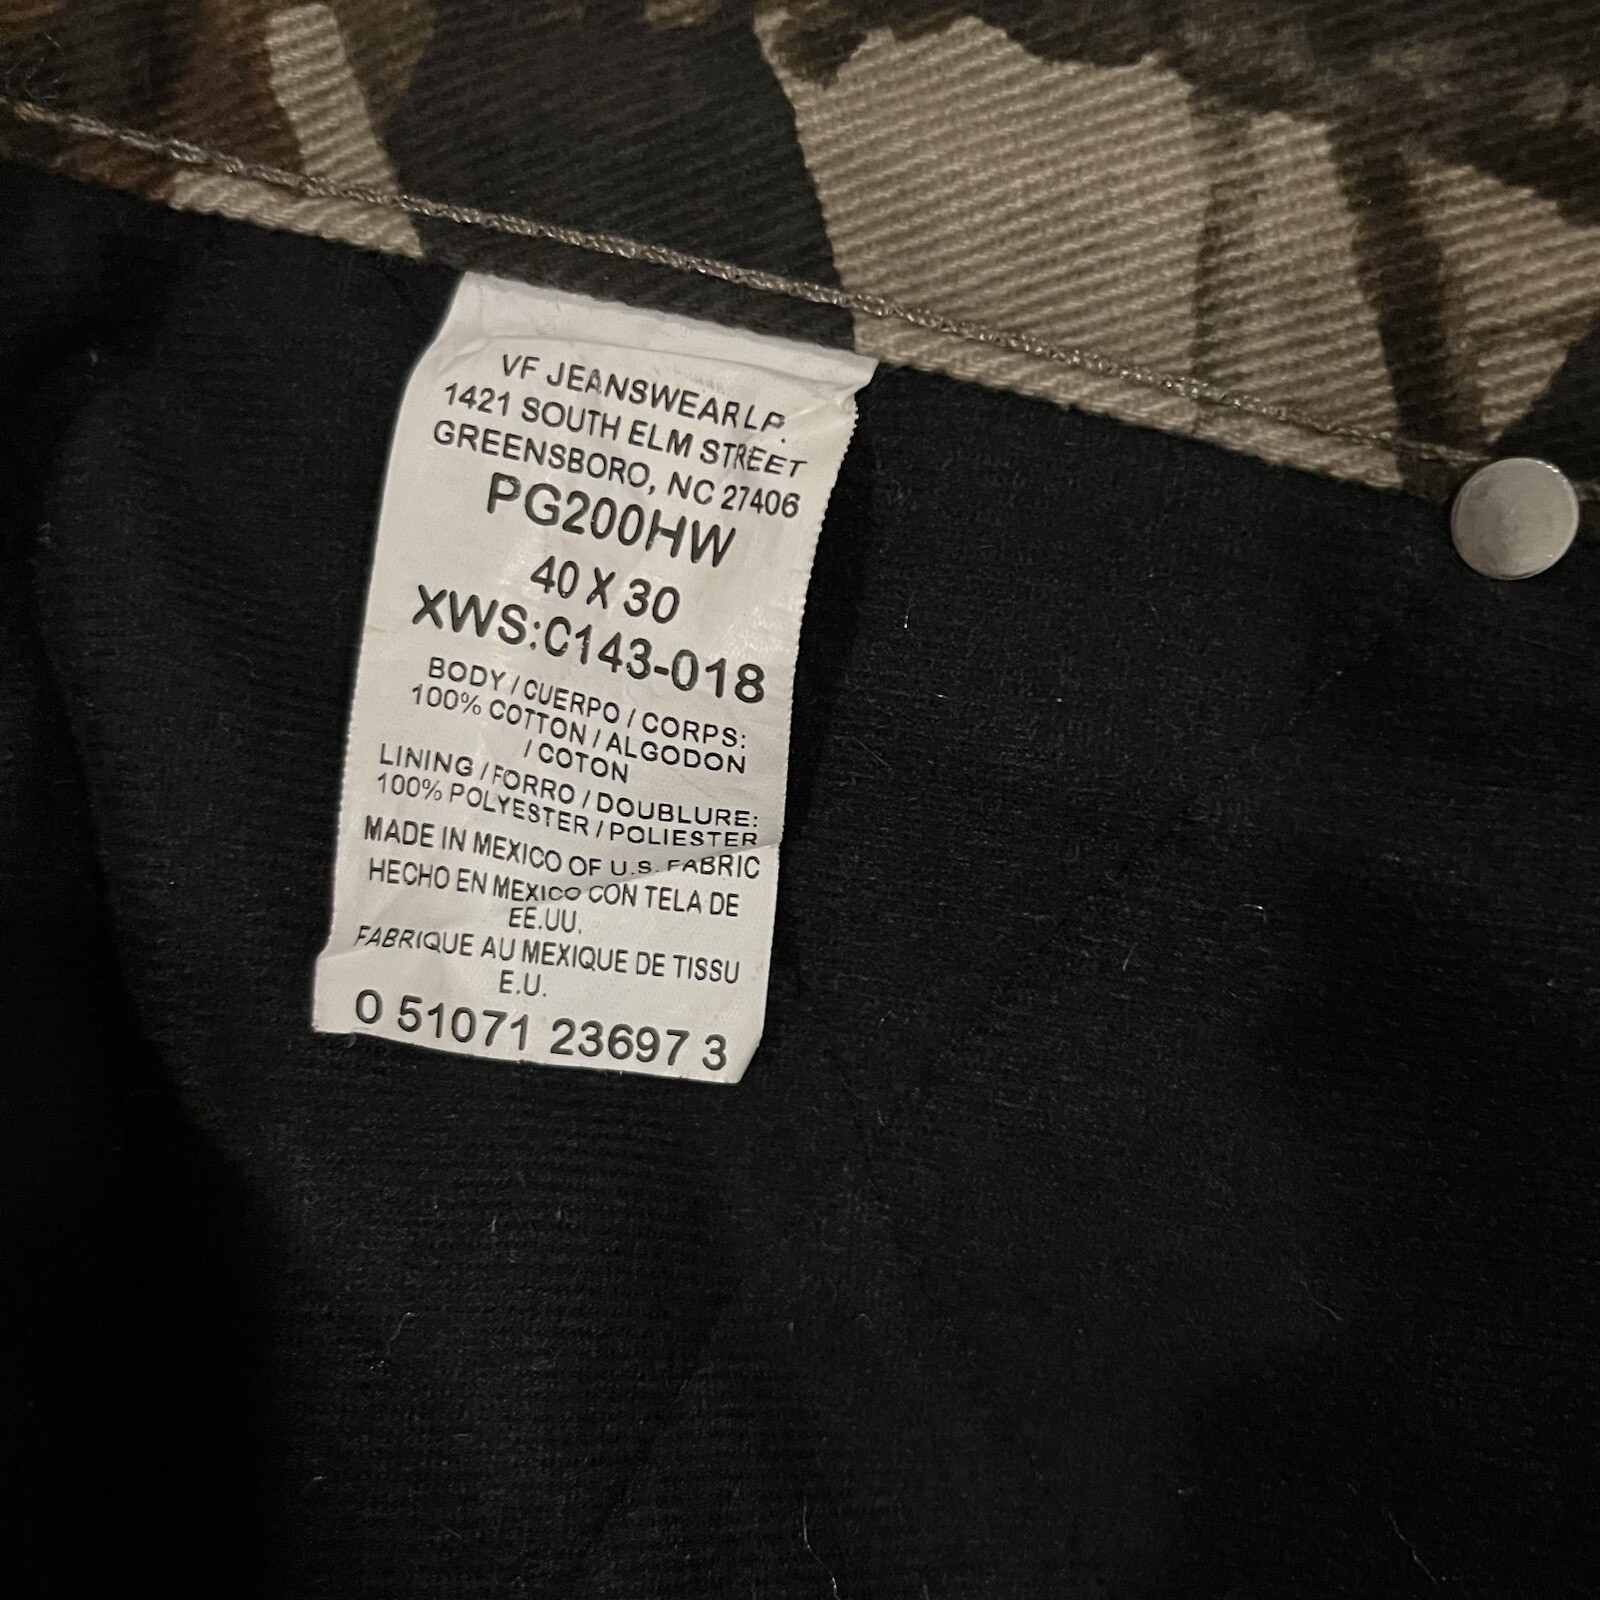 VF JEANSWEAR LP.
1421 SOUTH ELM STREET
GREENSBORO, NC 27406
PG200HW
40 X 30
XWS:C143-018
BODY / CUERPO / CORPS:
100% COTTON / ALGODON
/ COTON
LINING / FORRO / DOUBLURE:
100% POLYESTER / POLIESTER
MADE IN MEXICO OF U.S. FABRIC
HECHO EN MEXICO CON TELA DE
EE.UU.
FABRIQUE AU MEXIQUE DE TISSU
E.U.
0 51071 23697 3